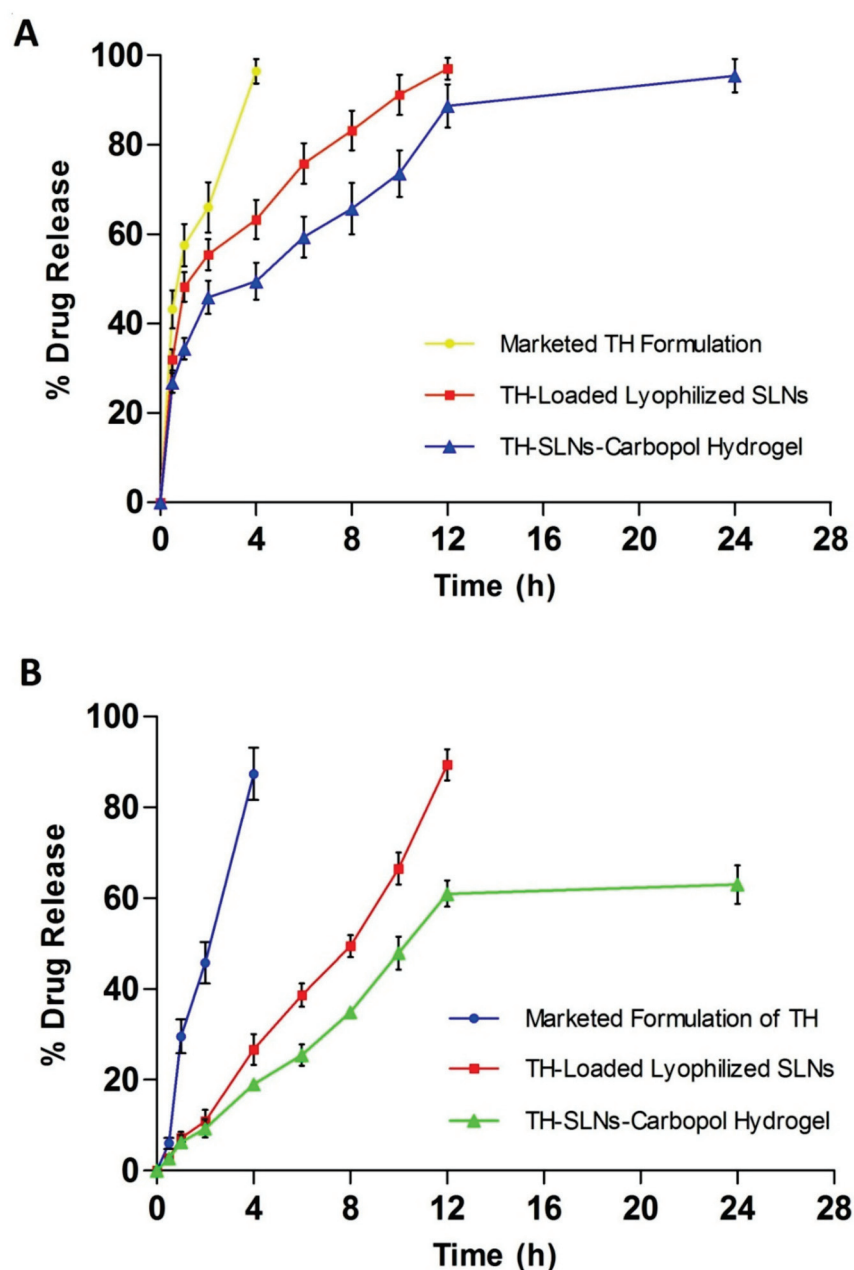 A
% Drug Release
100
80
60
40
20
0
Marketed TH Formulation
TH-Loaded Lyophilized SLNs
TH-SLNs-Carbopol Hydrogel
0 4 8 12 16 20 24 28
Time (h)
B
% Drug Release
100
80
60
40
20
0
Marketed Formulation of TH
TH-Loaded Lyophilized SLNs
TH-SLNs-Carbopol Hydrogel
0 4 8 12 16 20 24 28
Time (h)